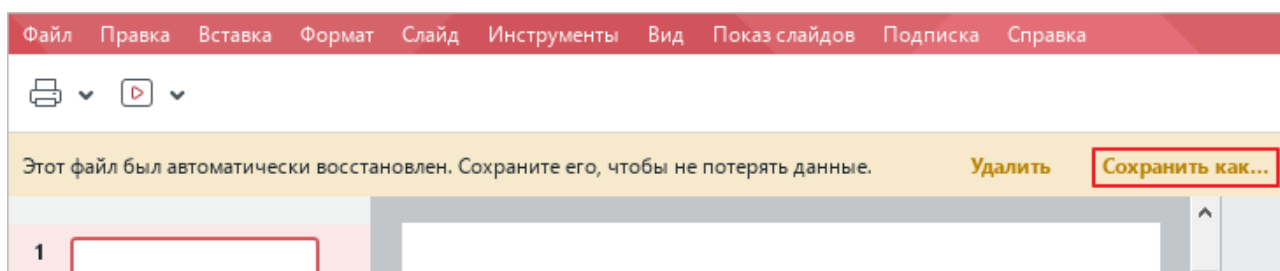 Файл Правка Вставка Формат Слайд Инструменты Вид Показ слайдов Подписка Справка
Этот файл был автоматически восстановлен. Сохраните его, чтобы не потерять данные. Удалить Сохранить как...
1